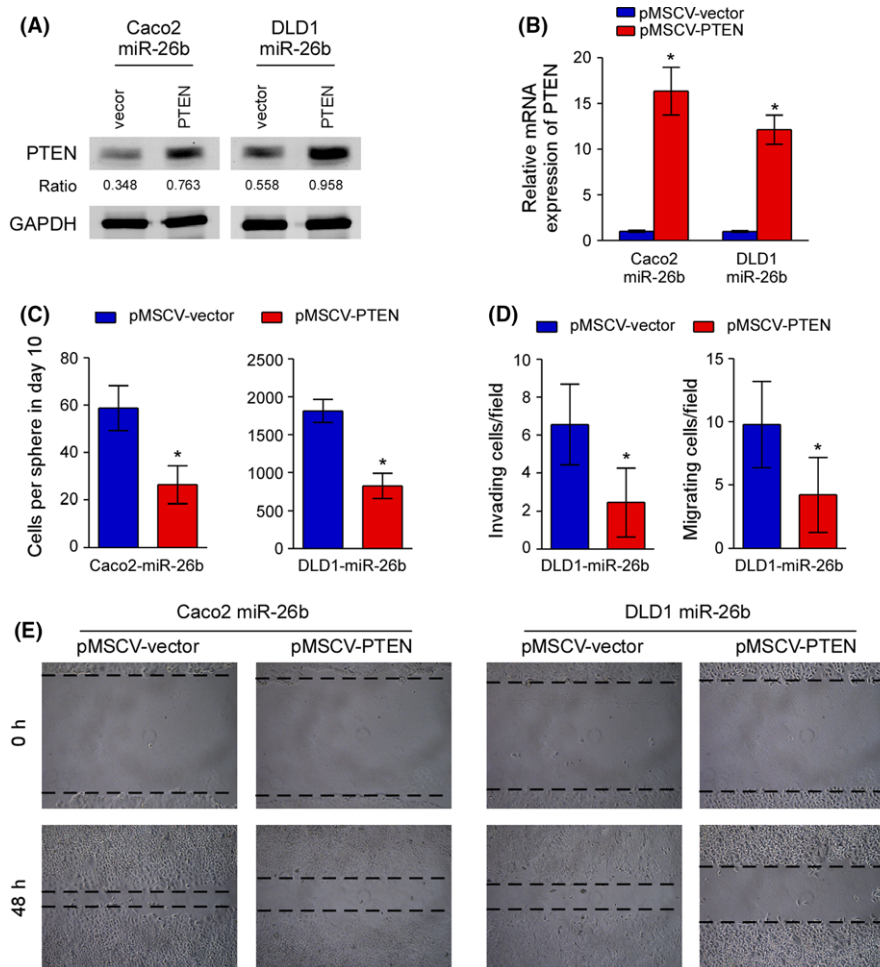 (A)
Caco2 miR-26b
DLD1 miR-26b
vecor
PTEN
vector
PTEN
PTEN
Ratio
0.348 0.763 0.558 0.958
GAPDH
(B)
pMSCV-vector
pMSCV-PTEN
Relative mRNA
expression of PTEN
20
15
10
5
0
*
*
Caco2
miR-26b
DLD1
miR-26b
(C)
pMSCV-vector
pMSCV-PTEN
Cells per sphere in day 10
80
60
40
20
0
*
Caco2-miR-26b
2500
2000
1500
1000
500
0
*
DLD1-miR-26b
(D)
pMSCV-vector
pMSCV-PTEN
Invading cells/field
10
8
6
4
2
0
*
DLD1-miR-26b
Migrating cells/field
15
10
5
0
*
DLD1-miR-26b
(E)
Caco2 miR-26b
DLD1 miR-26b
pMSCV-vector
pMSCV-PTEN
pMSCV-vector
pMSCV-PTEN
0 h
48 h